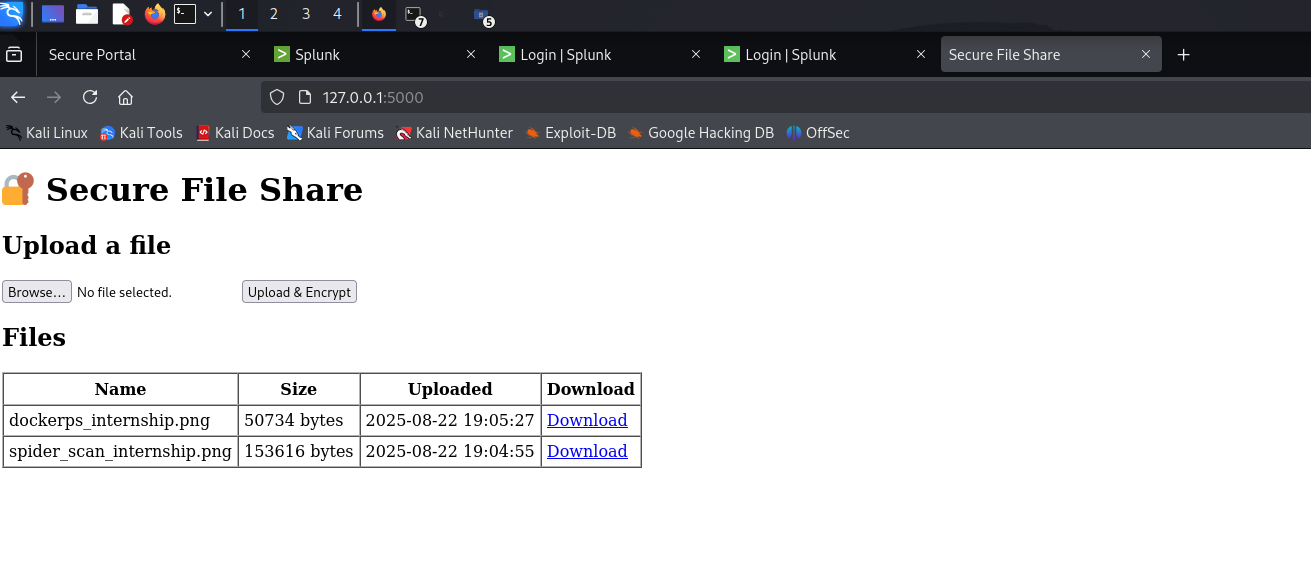 1 2 3 4 7 5
Secure Portal Splunk Login | Splunk Login | Splunk Secure File Share
127.0.0.1:5000
Kali Linux Kali Tools Kali Docs Kali Forums Kali NetHunter Exploit-DB Google Hacking DB OffSec
Secure File Share
Upload a file
Browse... No file selected. Upload & Encrypt
Files
Name Size Uploaded Download
dockerps_internship.png 50734 bytes 2025-08-22 19:05:27 Download
spider_scan_internship.png 153616 bytes 2025-08-22 19:04:55 Download